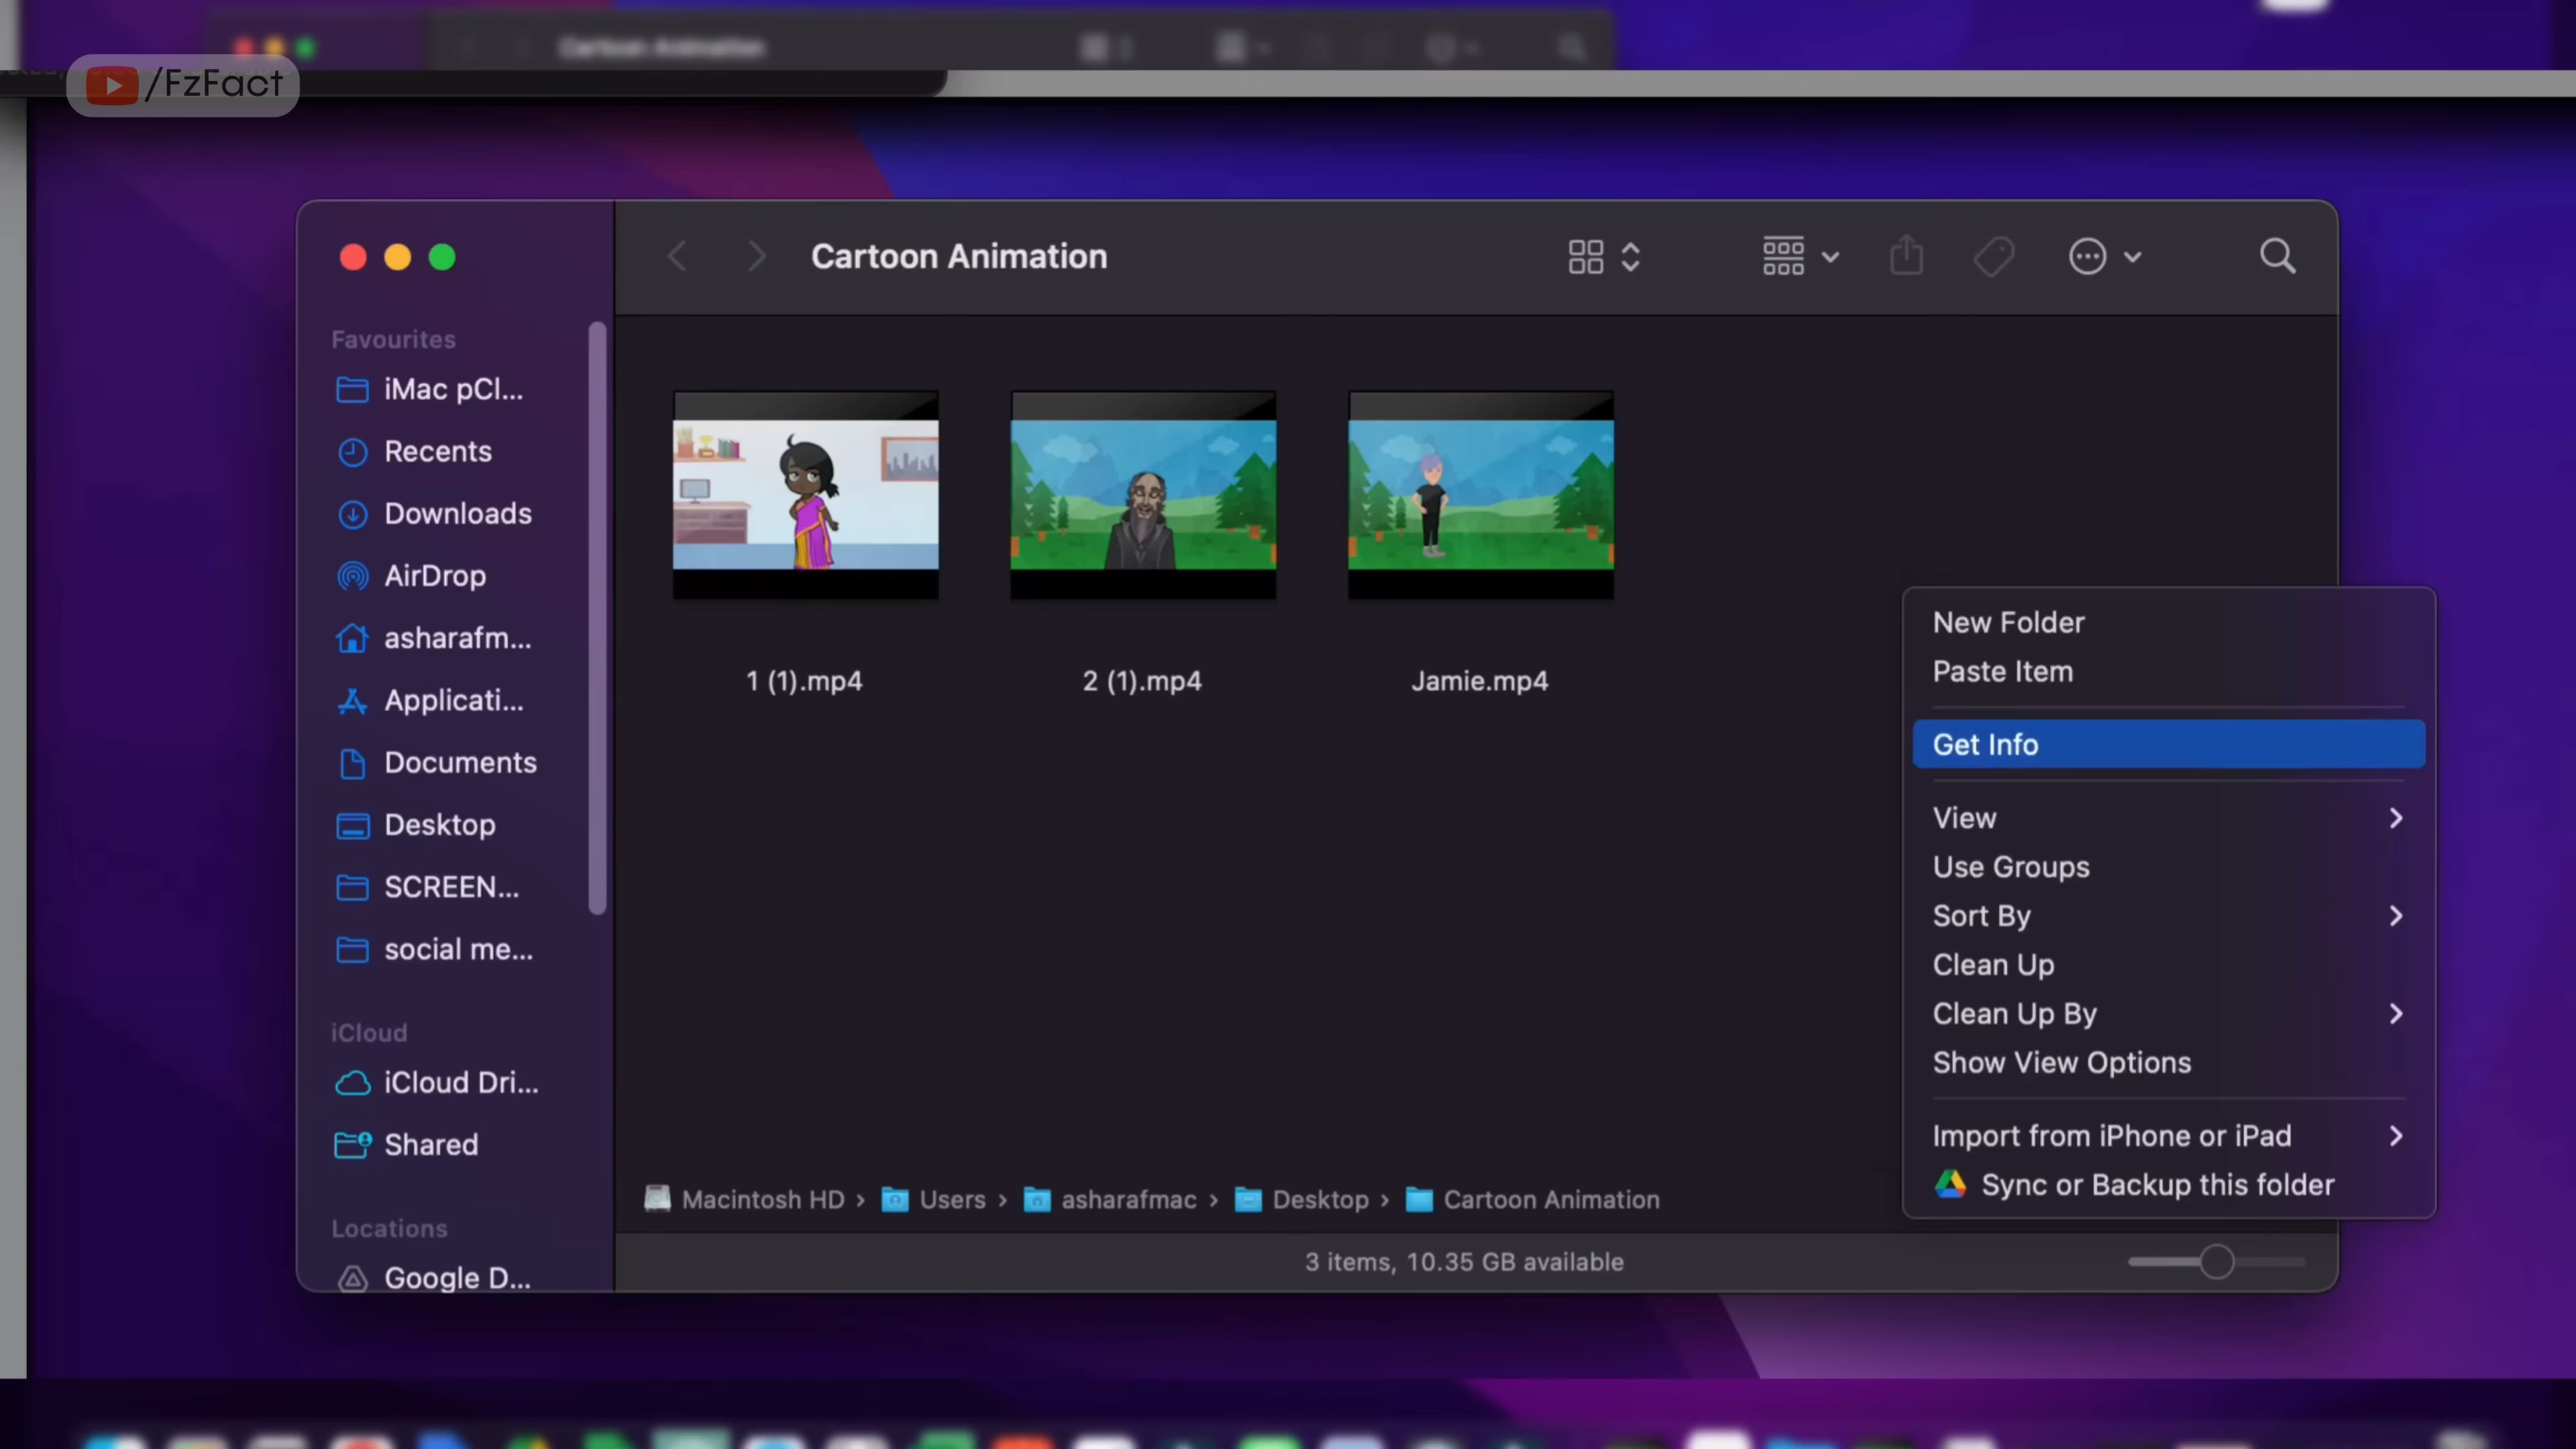 Cartoon Animation
/FzFact
Cartoon Animation
Favourites
iMac pCl...
Recents
Downloads
AirDrop
asharafm...
Applicati...
Documents
Desktop
SCREEN...
social me...
iCloud
iCloud Dri...
Shared
Locations
Google D...
1 (1).mp4
2 (1).mp4
Jamie.mp4
New Folder
Paste Item
Get Info
View
Use Groups
Sort By
Clean Up
Clean Up By
Show View Options
Import from iPhone or iPad
Sync or Backup this folder
Macintosh HD › Users › asharafmac › Desktop › Cartoon Animation
3 items, 10.35 GB available